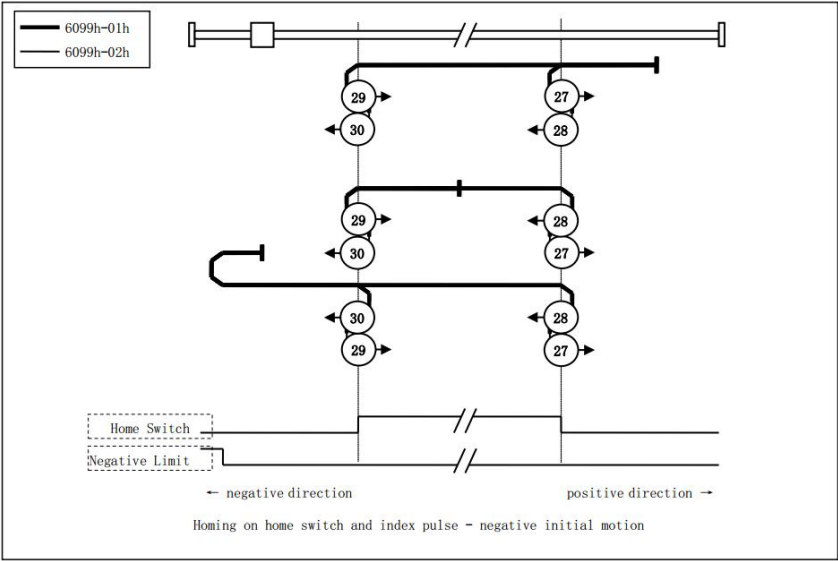 6099h-01h
6099h-02h
29
27
30
28
29
28
30
27
30
28
29
27
Home Switch
Negative Limit
← negative direction
positive direction →
Homing on home switch and index pulse - negative initial motion